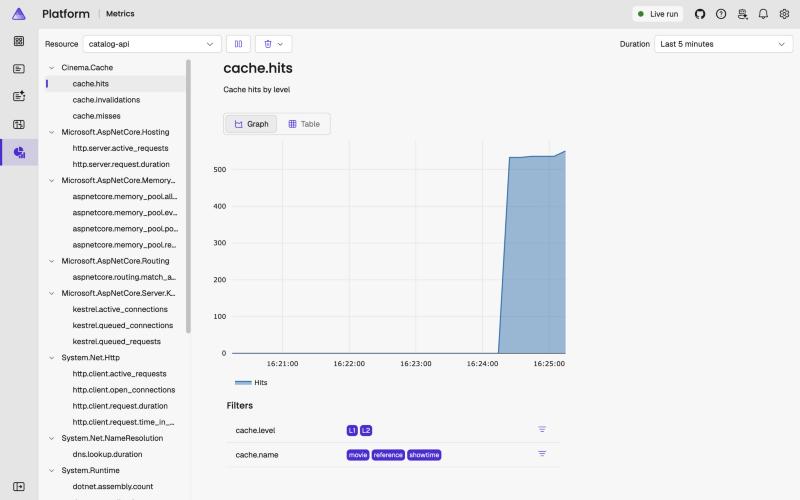 Platform
Metrics
Live run
Resource
catalog-api
Duration
Last 5 minutes
Cinema.Cache
cache.hits
cache.invalidations
cache.misses
Microsoft.AspNetCore.Hosting
http.server.active_requests
http.server.request.duration
Microsoft.AspNetCore.Memory...
aspnetcore.memory_pool.all...
aspnetcore.memory_pool.ev...
aspnetcore.memory_pool.po...
aspnetcore.memory_pool.re...
Microsoft.AspNetCore.Routing
aspnetcore.routing.match_a...
Microsoft.AspNetCore.Server.K...
kestrel.active_connections
kestrel.queued_connections
kestrel.queued_requests
System.Net.Http
http.client.active_requests
http.client.open_connections
http.client.request.duration
http.client.request.time_in_...
System.Net.NameResolution
dns.lookup.duration
System.Runtime
dotnet.assembly.count
cache.hits
Cache hits by level
Graph
Table
500
400
300
200
100
0
16:21:00
16:22:00
16:23:00
16:24:00
16:25:00
Hits
Filters
cache.level
L1
L2
cache.name
movie
reference
showtime